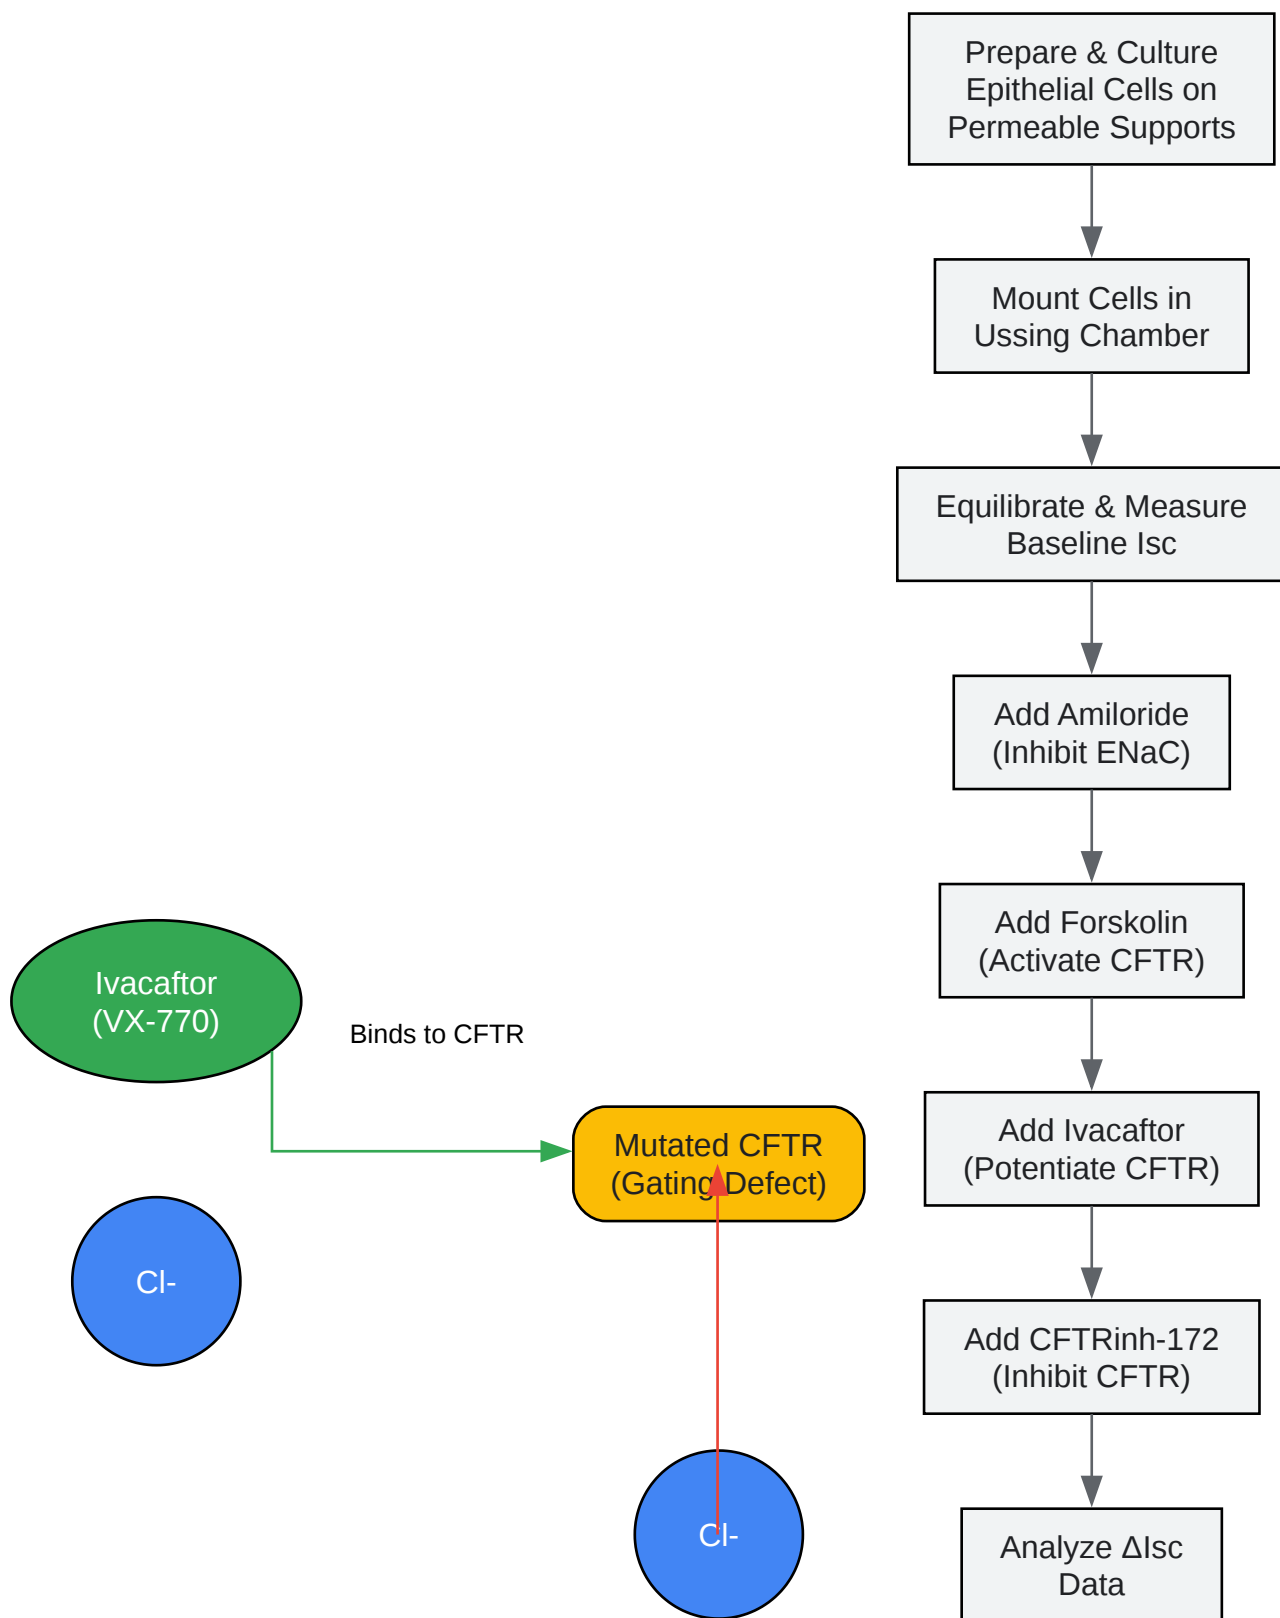 Prepare & Culture
Epithelial Cells on
Permeable Supports
Mount Cells in
Ussing Chamber
Equilibrate & Measure
Baseline Isc
Add Amiloride
(Inhibit ENaC)
Add Forskolin
(Activate CFTR)
Add Ivacaftor
(Potentiate CFTR)
Add CFTRinh-172
(Inhibit CFTR)
Analyze ΔIsc
Data
Ivacaftor
(VX-770)
Binds to CFTR
Mutated CFTR
(Gating Defect)
Cl-
Cl-